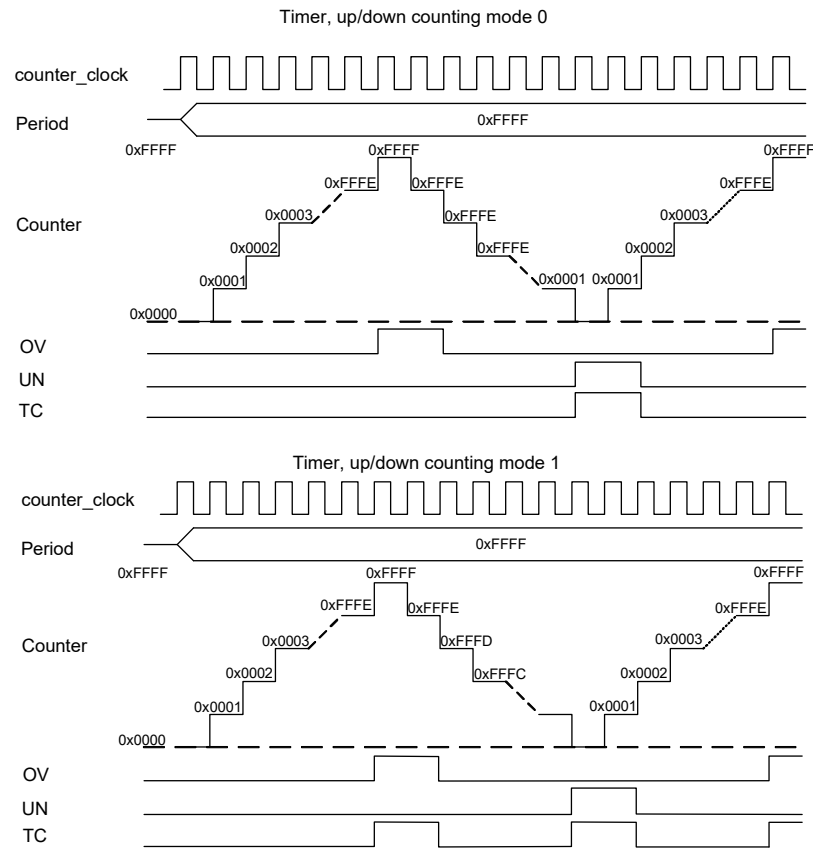 Timer, up/down counting mode 0
counter_clock
Period
0xFFFF
0xFFFF
0xFFFF
0xFFFF
0xFFFE
0xFFFE
0xFFFE
Counter
0x0003
0xFFFE
0x0003
0x0002
0xFFFE
0x0002
0x0001
0x0001
0x0001
0x0000
OV
UN
TC
Timer, up/down counting mode 1
counter_clock
Period
0xFFFF
0xFFFF
0xFFFF
0xFFFF
0xFFFE
0xFFFE
0xFFFE
Counter
0x0003
0xFFFD
0x0003
0x0002
0xFFFC
0x0002
0x0001
0x0001
0x0000
OV
UN
TC